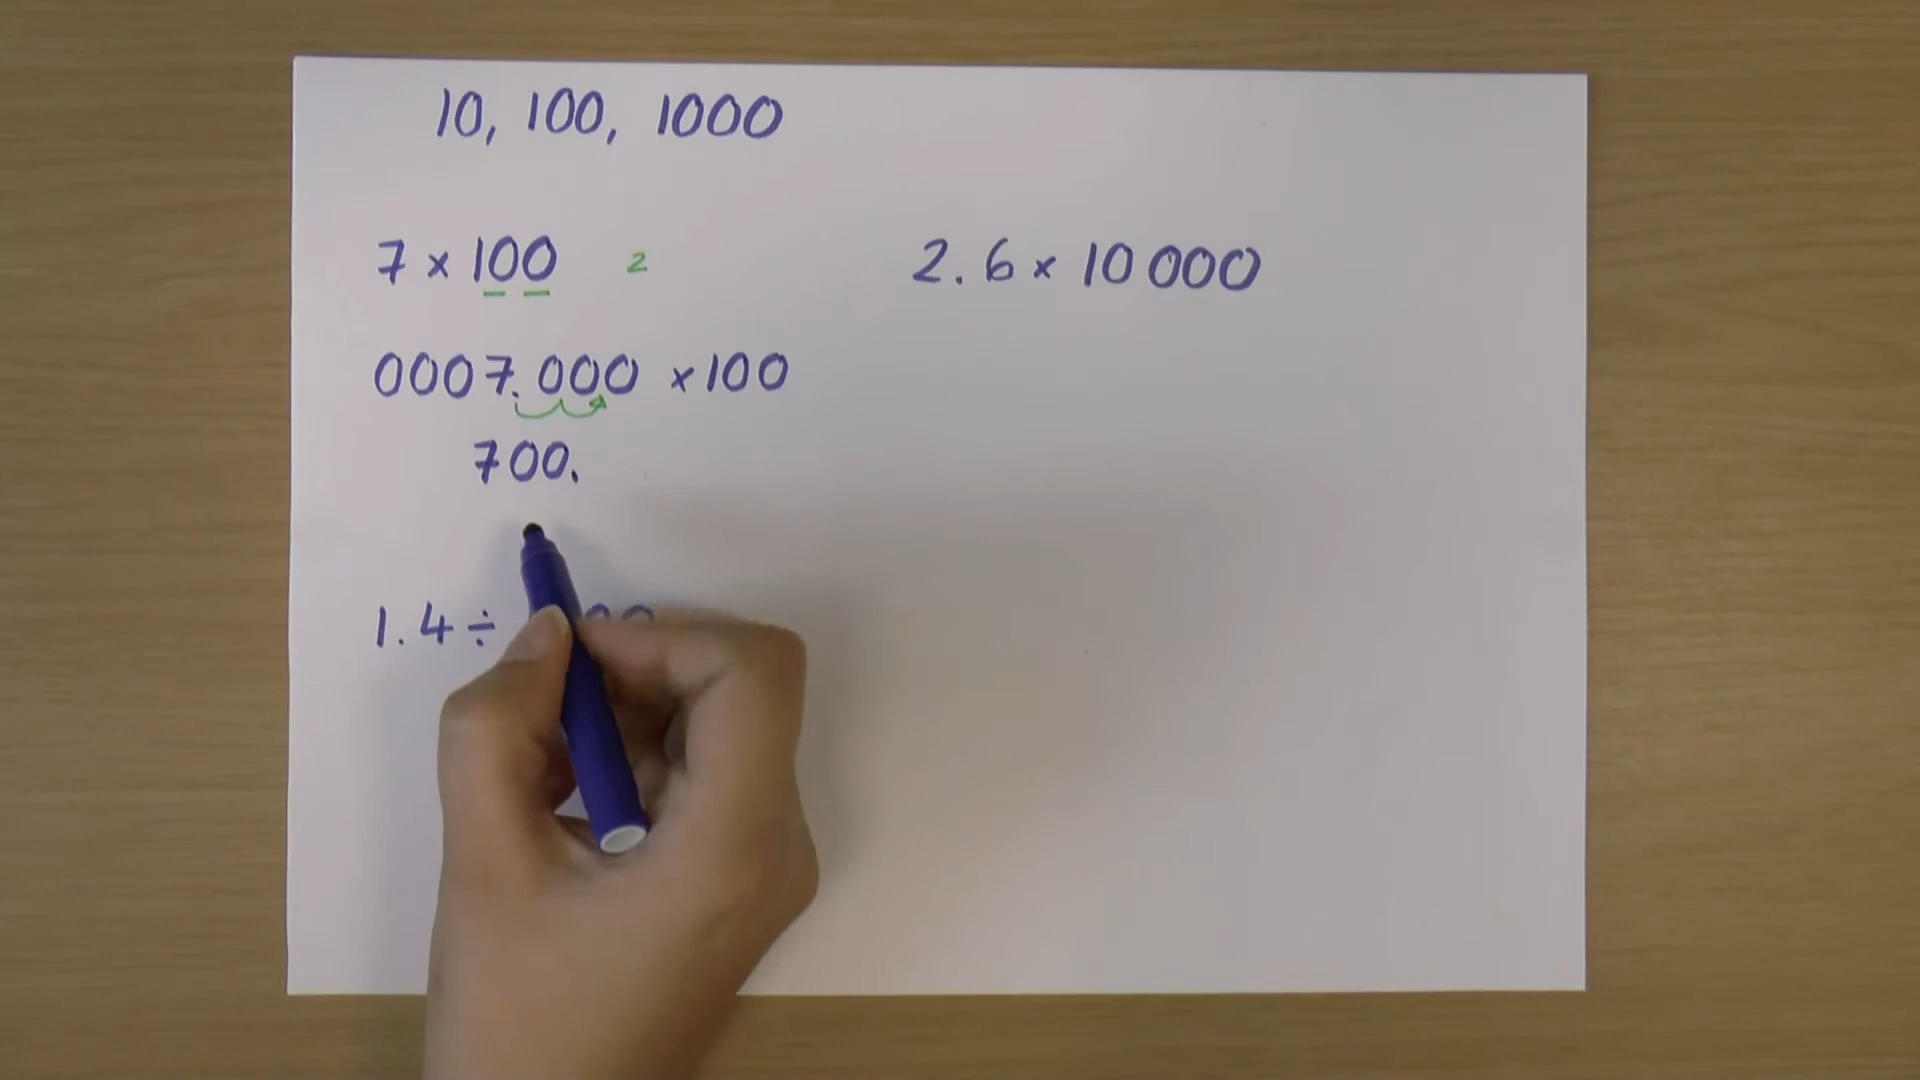 10, 100, 1000
7 × 100 2
0007.000 × 100
700.
1.4 ÷
2.6 × 10 000